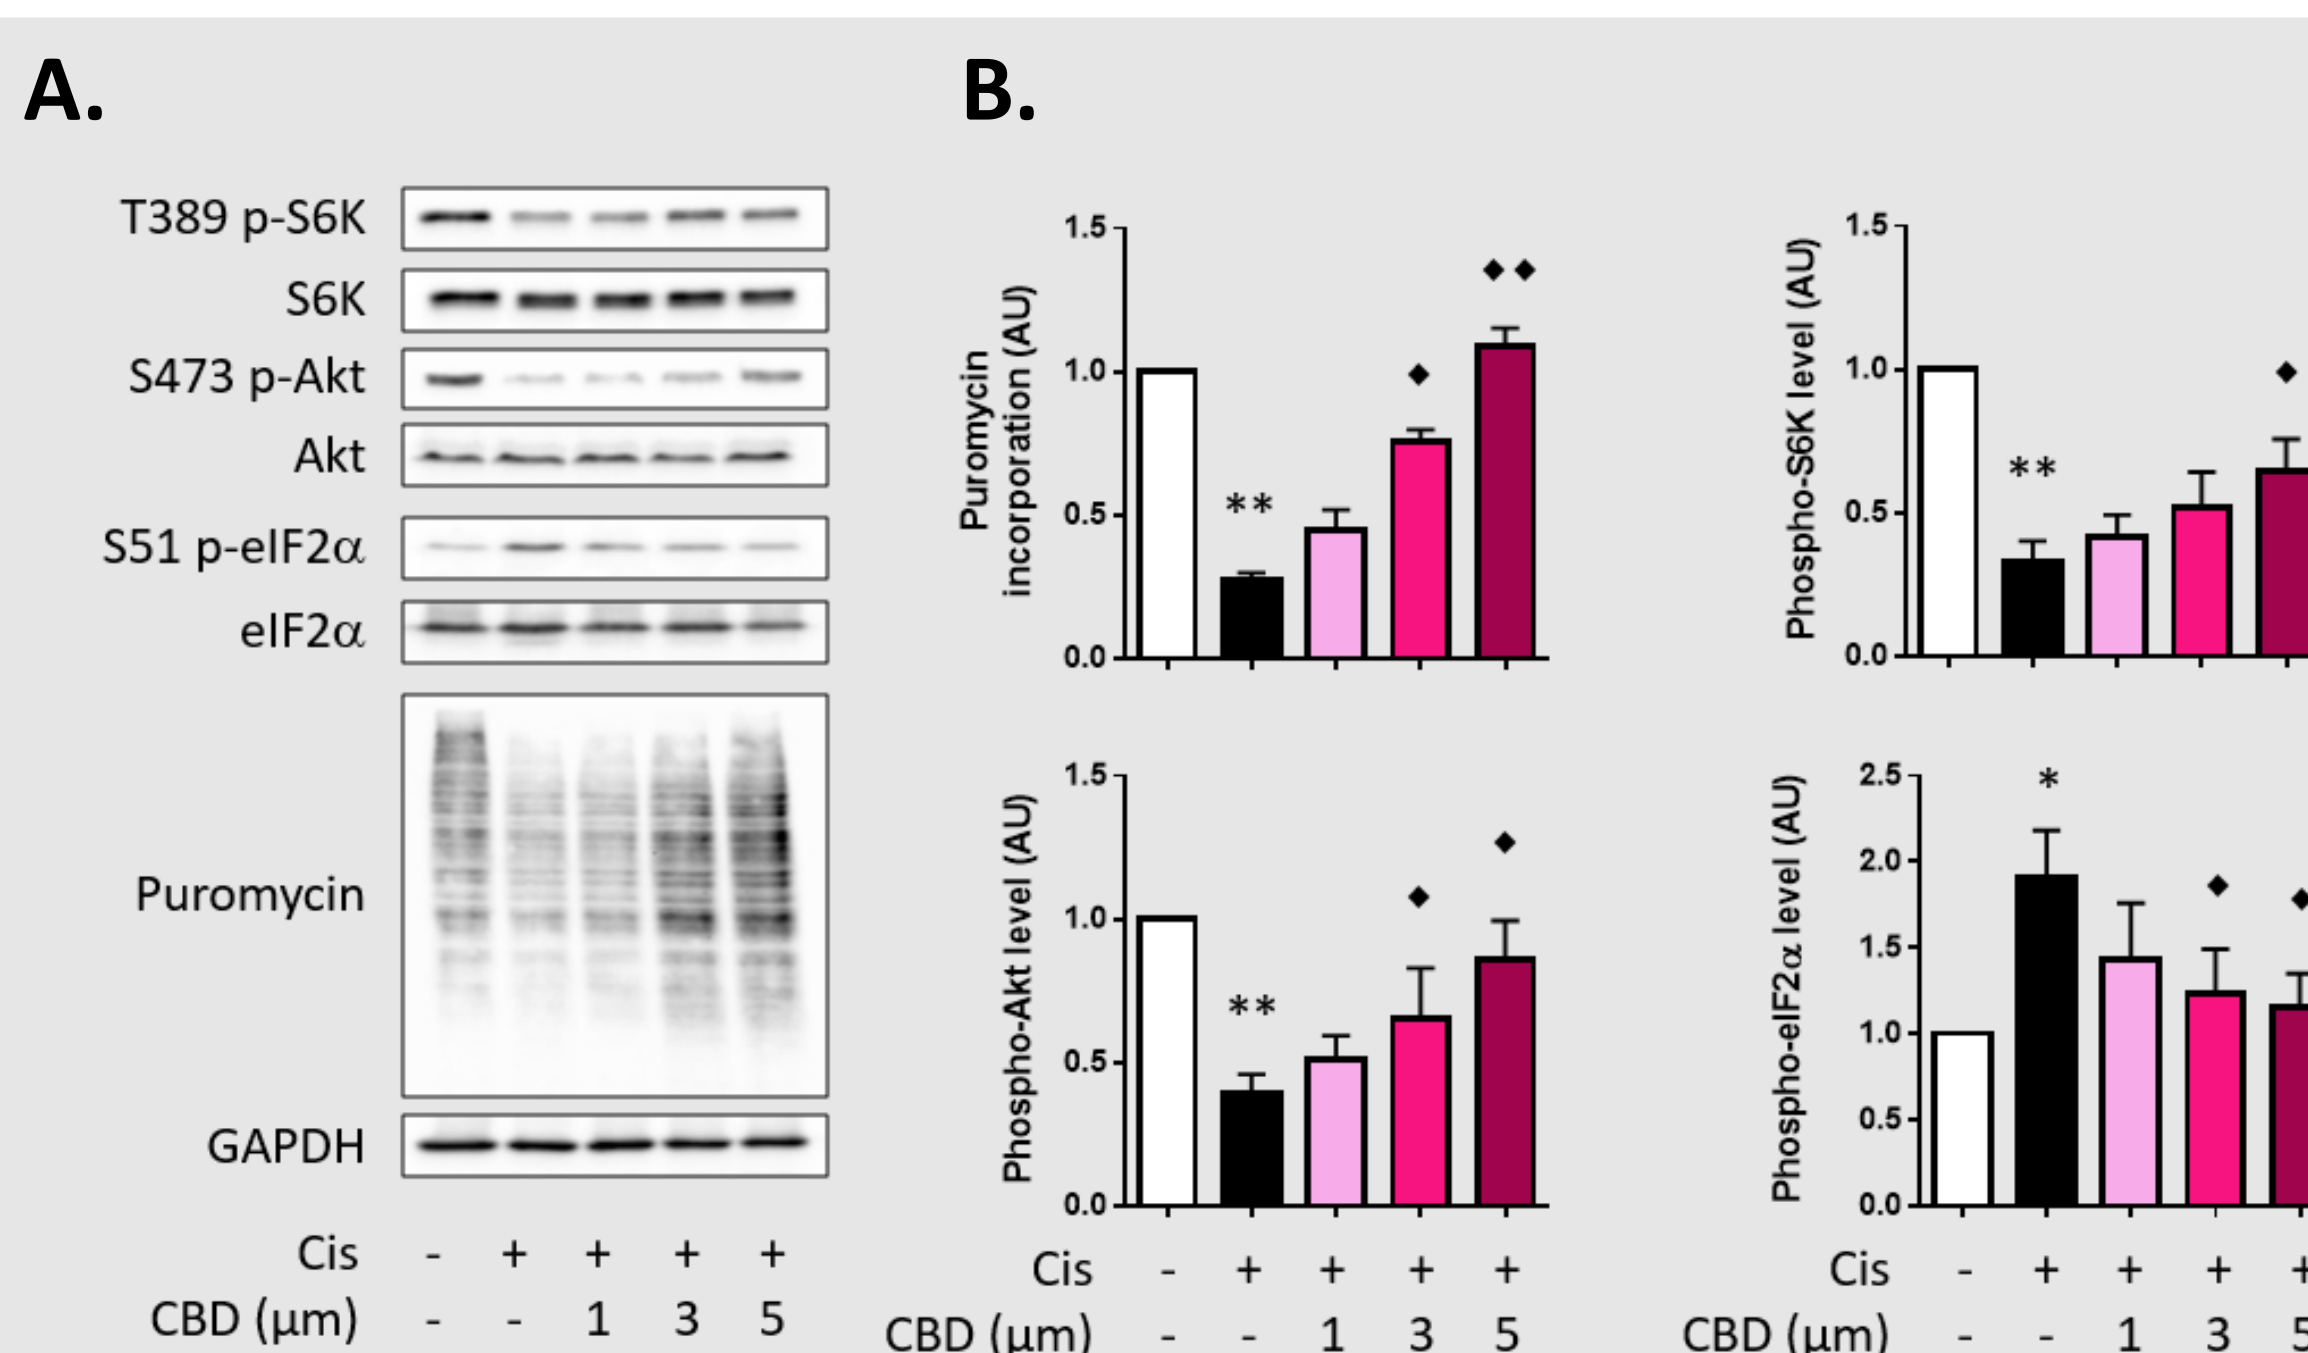 A.
T389 p-S6K
S6K
S473 p-Akt
Akt
S51 p-eIF2α
eIF2α
Puromycin
GAPDH
Cis - + + + +
CBD (μm) - - 1 3 5
B.
Puromycin
incorporation (AU)
1.5
1.0
0.5
0.0
**
◆
◆◆
Phospho-S6K level (AU)
1.5
1.0
0.5
0.0
**
◆
Phospho-Akt level (AU)
1.5
1.0
0.5
0.0
**
◆
◆
Cis - + + + +
CBD (μm) - - 1 3 5
Phospho-eIF2α level (AU)
2.5
2.0
1.5
1.0
0.5
0.0
*
◆
◆
Cis - + + + +
CBD (μm) - - 1 3 5